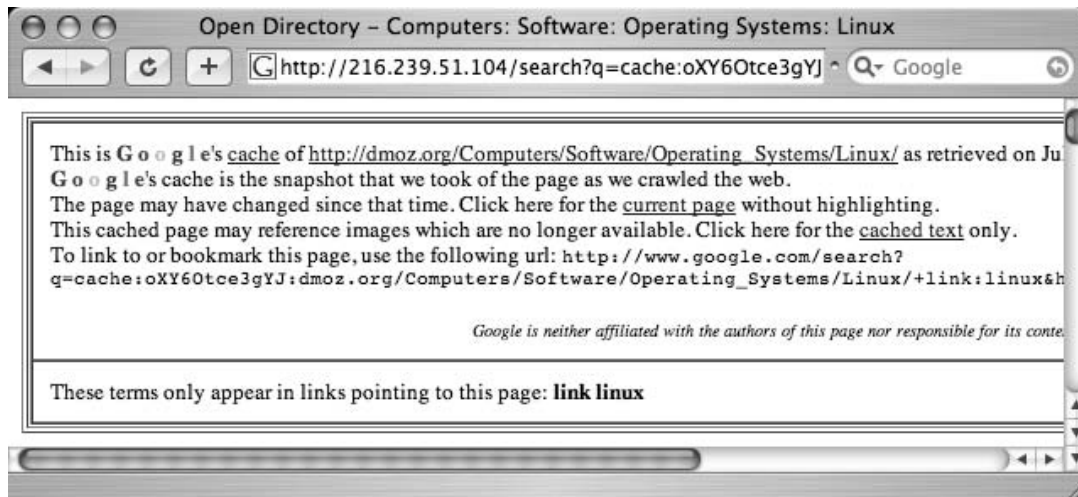 Open Directory – Computers: Software: Operating Systems: Linux
G http://216.239.51.104/search?q=cache:oXY6Otce3gYJ Q Google
This is Google's cache of http://dmoz.org/Computers/Software/Operating_Systems/Linux/ as retrieved on Ju
Google's cache is the snapshot that we took of the page as we crawled the web.
The page may have changed since that time. Click here for the current page without highlighting.
This cached page may reference images which are no longer available. Click here for the cached text only.
To link to or bookmark this page, use the following url: http://www.google.com/search?
q=cache:oXY6Otce3gYJ:dmoz.org/Computers/Software/Operating_Systems/Linux/+link:linux&h
Google is neither affiliated with the authors of this page nor responsible for its conte
These terms only appear in links pointing to this page: link linux